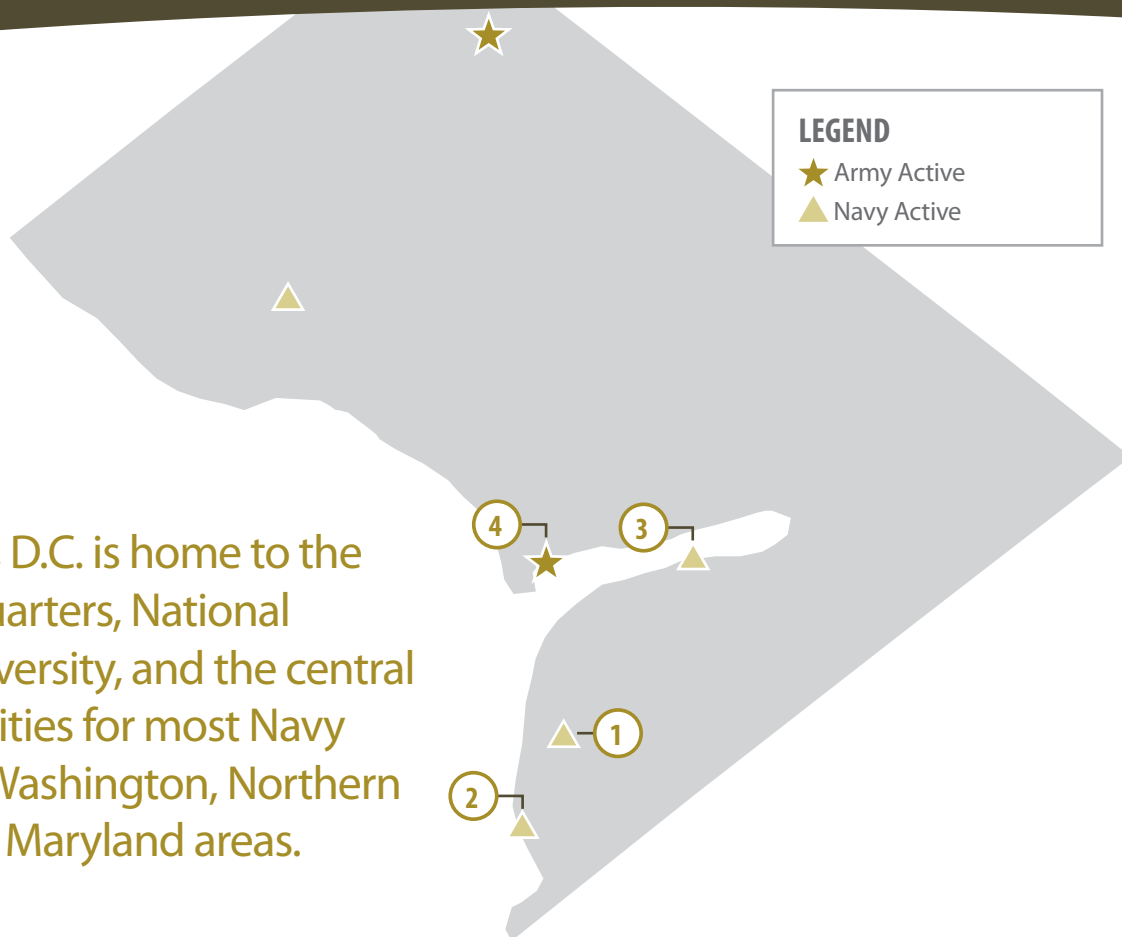 LEGEND
Army Active
Navy Active
4
3
D.C. is home to the
uarters, National
versity, and the central
ities for most Navy
Washington, Northern
Maryland areas.
1
2